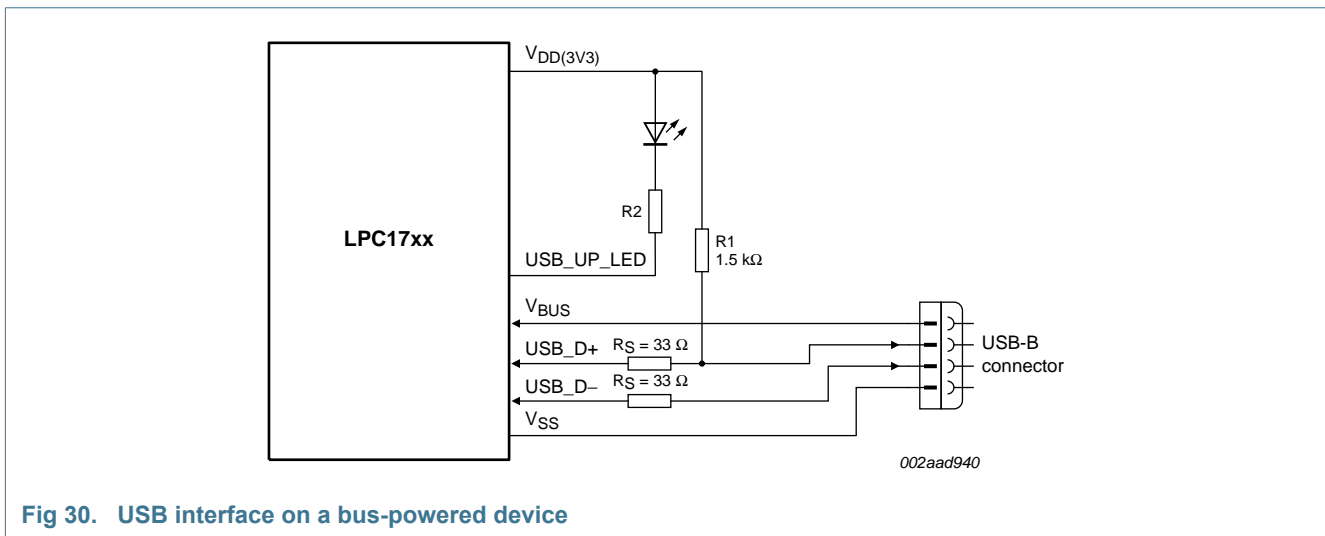 VDD(3V3)
R2
LPC17xx
R1
1.5 kΩ
USB_UP_LED
VBUS
USB_D+ RS = 33 Ω
USB-B
connector
USB_D− RS = 33 Ω
VSS
002aad940
Fig 30. USB interface on a bus-powered device